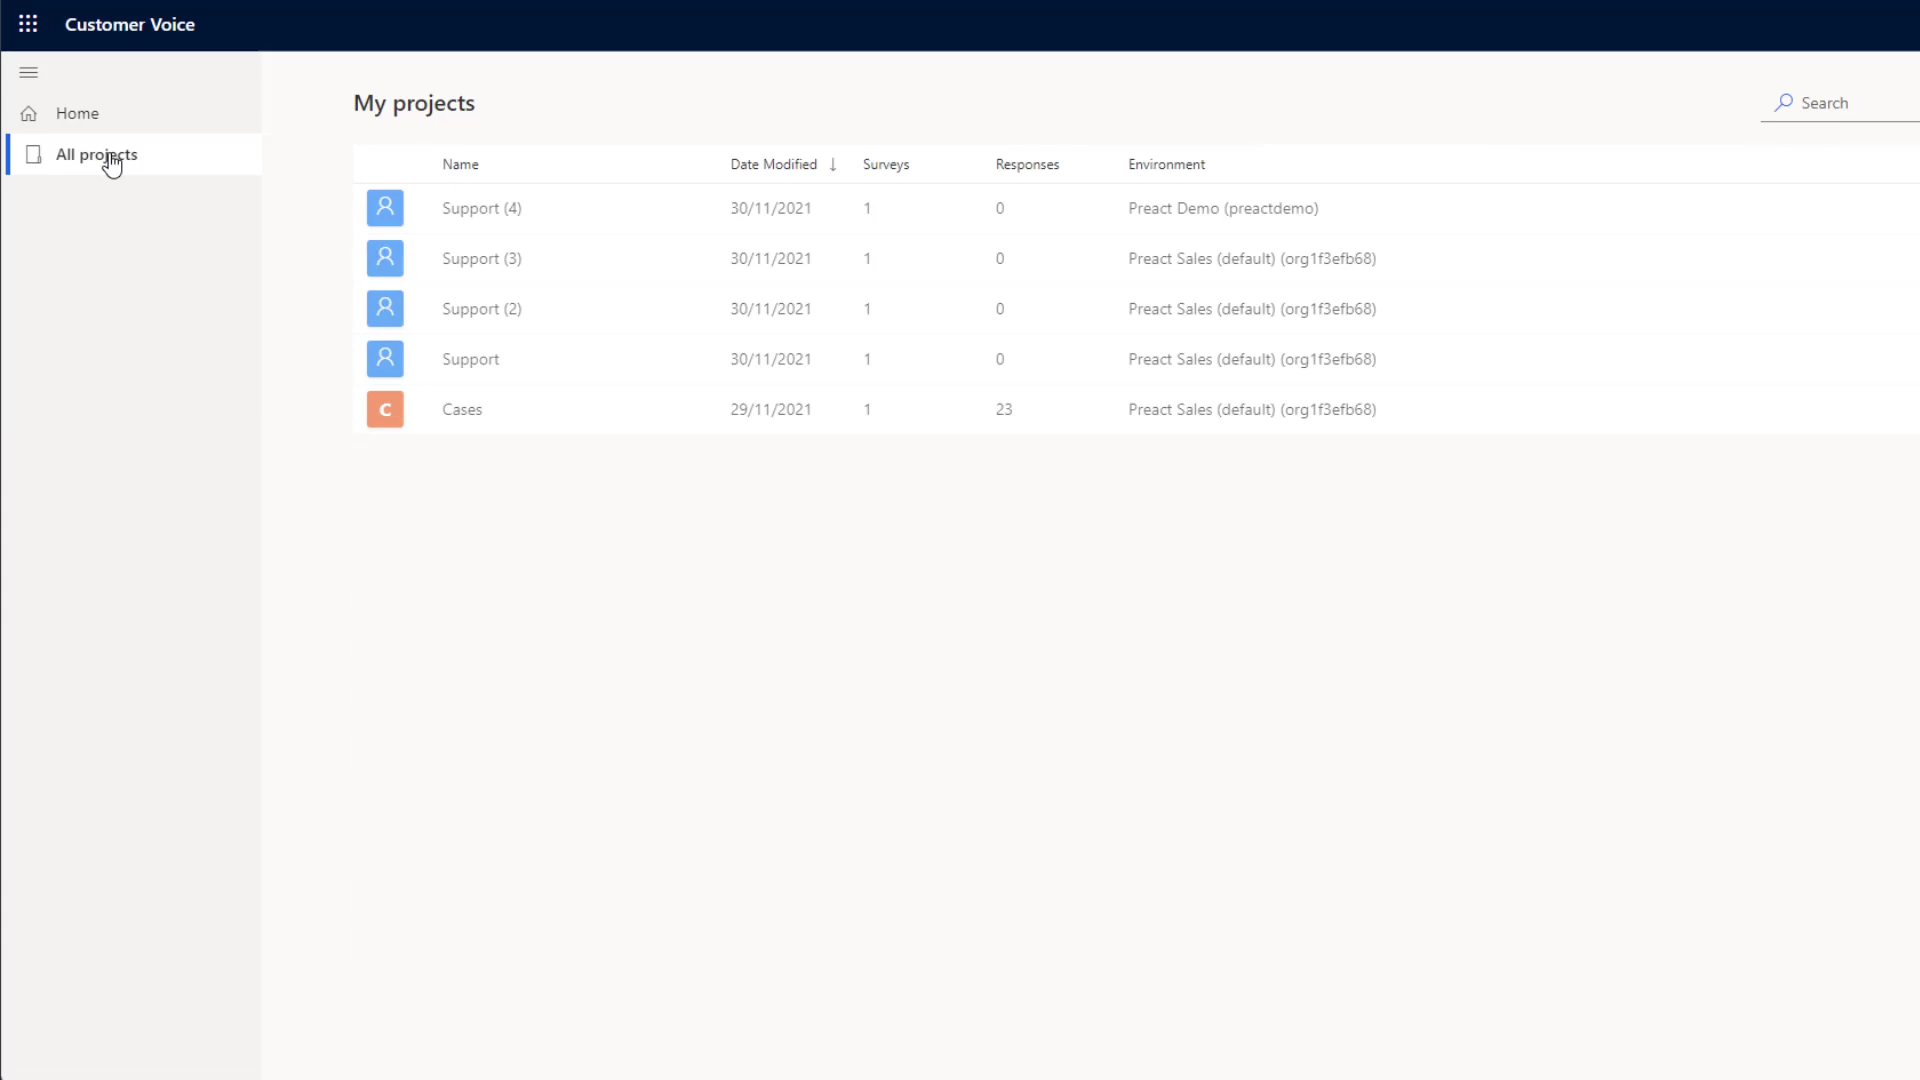 Customer Voice
Home
All projects
My projects
Search
Name Date Modified ↓ Surveys Responses Environment
Support (4) 30/11/2021 1 0 Preact Demo (preactdemo)
Support (3) 30/11/2021 1 0 Preact Sales (default) (org1f3efb68)
Support (2) 30/11/2021 1 0 Preact Sales (default) (org1f3efb68)
Support 30/11/2021 1 0 Preact Sales (default) (org1f3efb68)
C Cases 29/11/2021 1 23 Preact Sales (default) (org1f3efb68)